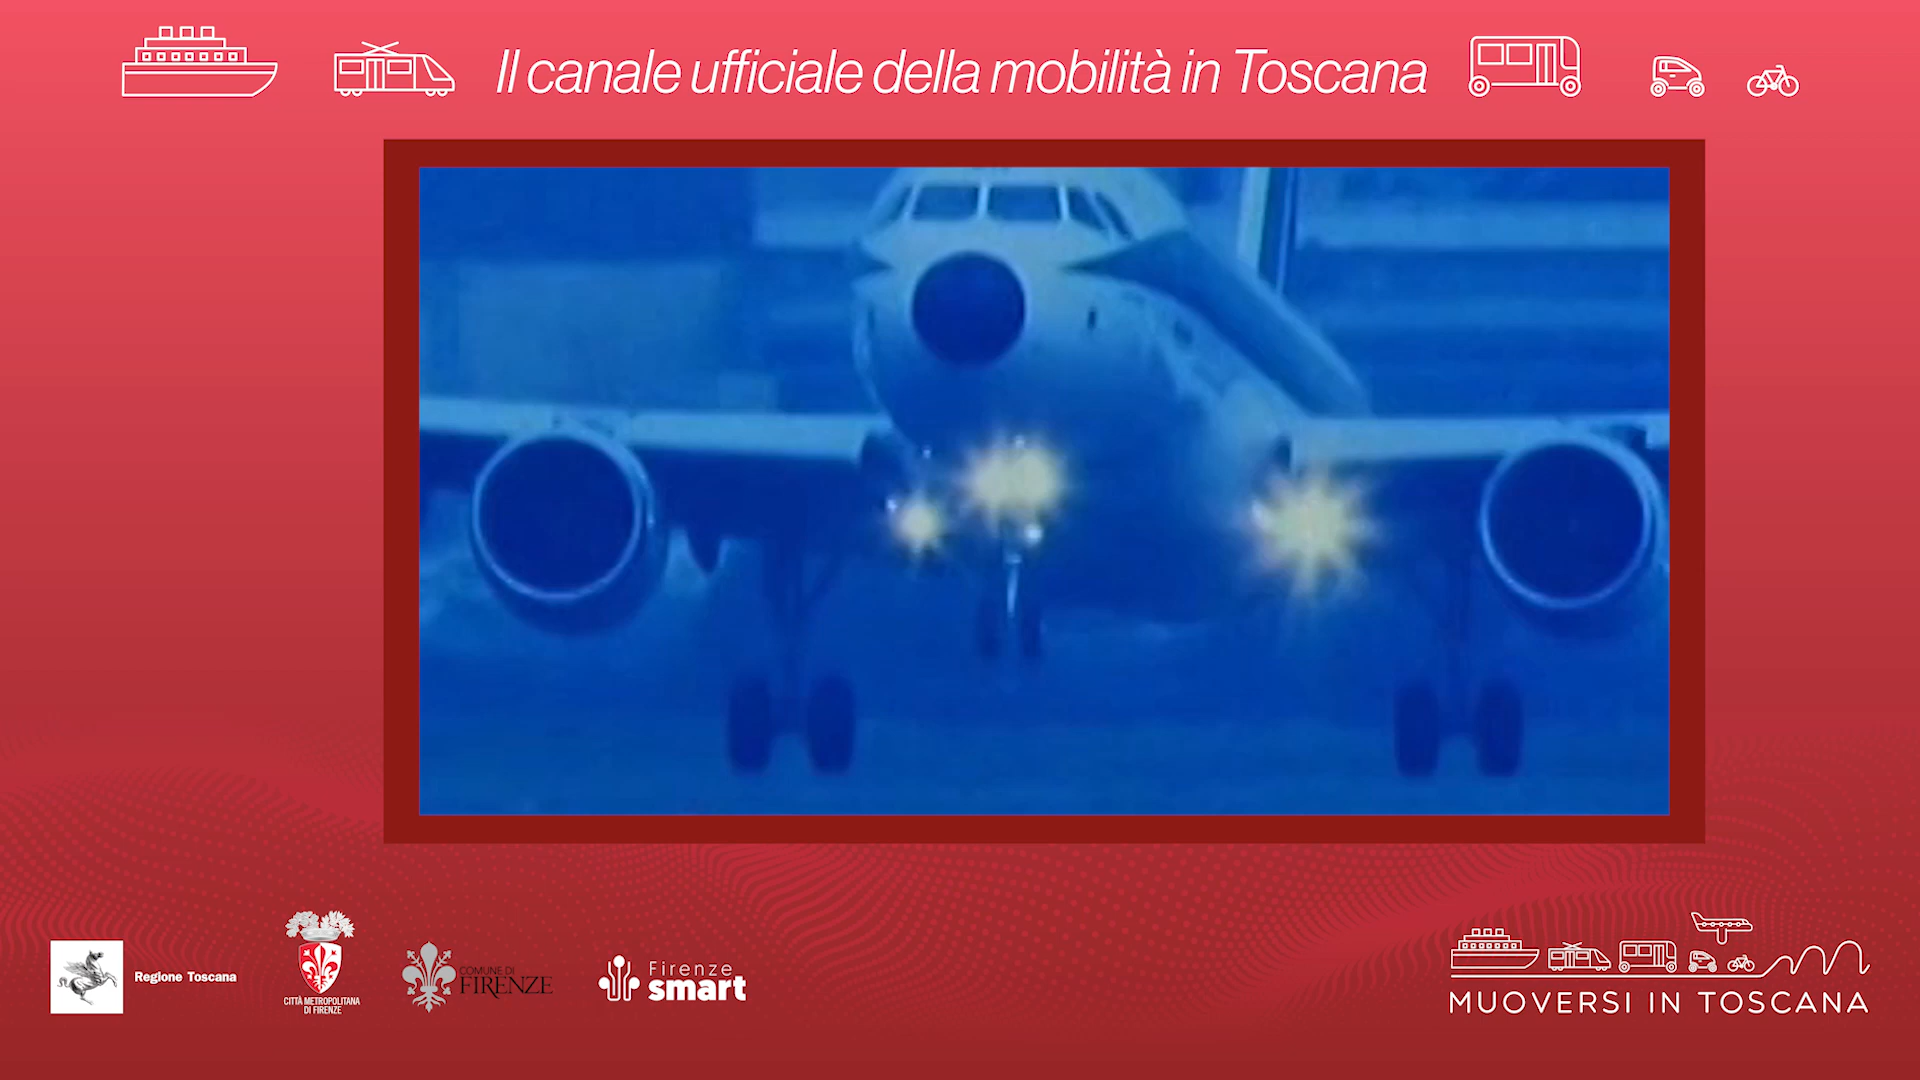 Il canale ufficiale della mobilità in Toscana
Regione Toscana
CITTÀ METROPOLITANA
DI FIRENZE
COMUNE DI
FIRENZE
Firenze
smart
MUOVERSI IN TOSCANA